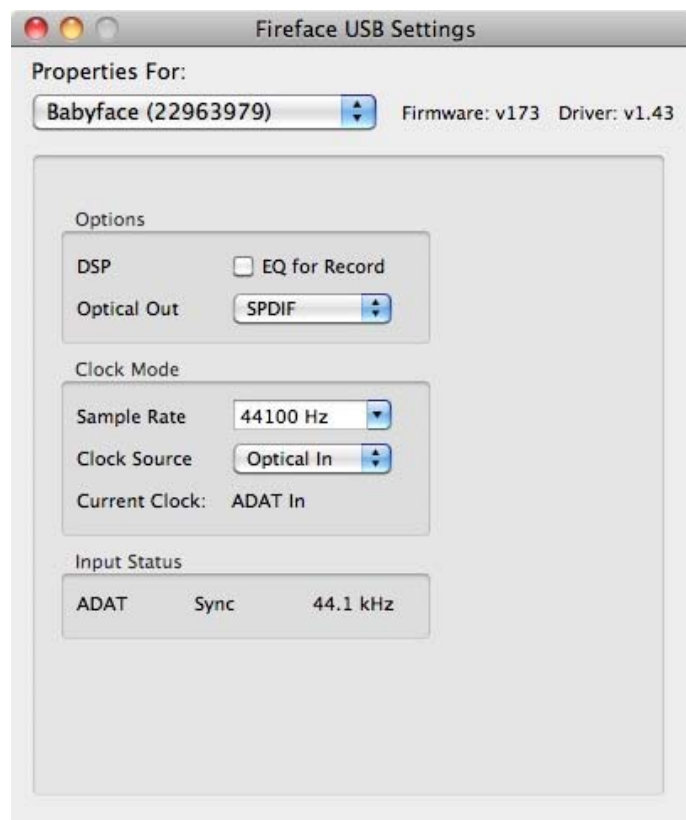 Fireface USB Settings
Properties For:
Babyface (22963979) Firmware: v173 Driver: v1.43
Options
DSP EQ for Record
Optical Out SPDIF
Clock Mode
Sample Rate 44100 Hz
Clock Source Optical In
Current Clock: ADAT In
Input Status
ADAT Sync 44.1 kHz